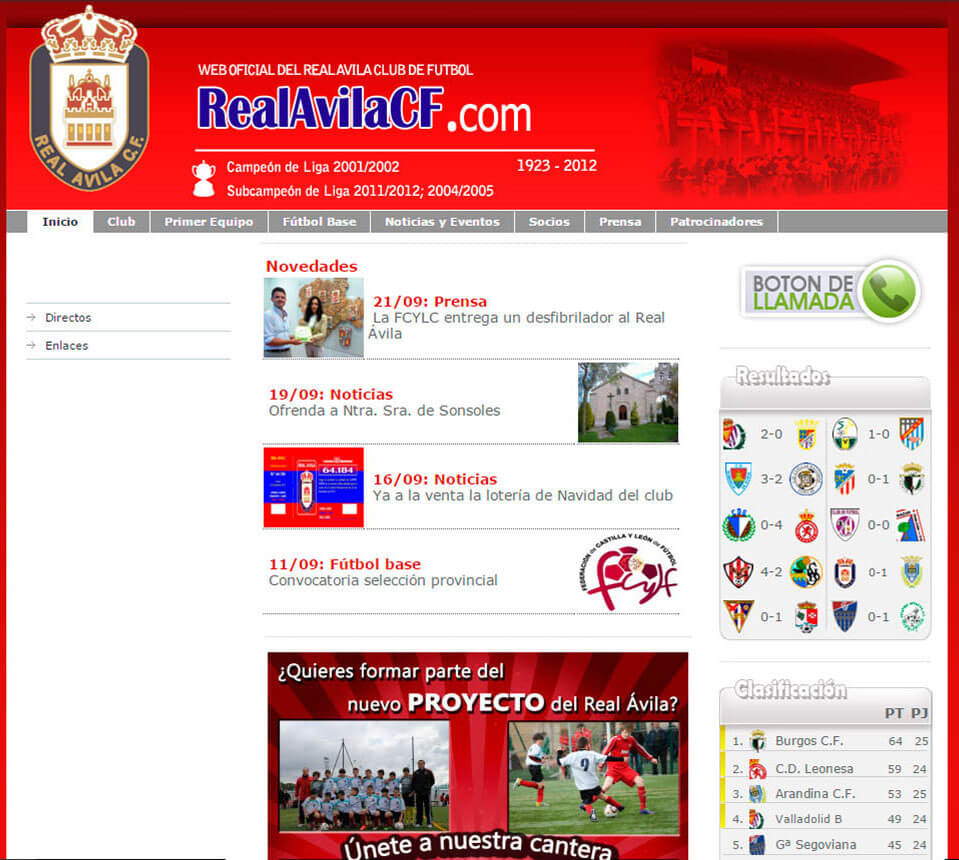 REAL AVILA C.F.
WEB OFICIAL DEL REAL AVILA CLUB DE FUTBOL
RealAvilaCF.com
Campeón de Liga 2001/2002
1923 - 2012
Subcampeón de Liga 2011/2012; 2004/2005
Inicio Club Primer Equipo Fútbol Base Noticias y Eventos Socios Prensa Patrocinadores
Directos
Enlaces
Novedades
21/09: Prensa
La FCYLC entrega un desfibrilador al Real
Ávila
19/09: Noticias
Ofrenda a Ntra. Sra. de Sonsoles
64.184
16/09: Noticias
Ya a la venta la lotería de Navidad del club
11/09: Fútbol base
Convocatoria selección provincial
FEDERACIÓN de CASTILLA Y LEÓN de FÚTBOL
fcylf
¿Quieres formar parte del
nuevo PROYECTO del Real Ávila?
9
Únete a nuestra cantera
BOTON DE
LLAMADA
Resultados
2-0 1-0
3-2 0-1
0-4 0-0
4-2 0-1
0-1 0-1
Clasificación
PT PJ
1. Burgos C.F. 64 25
2. C.D. Leonesa 59 24
3. Arandina C.F. 53 25
4. Valladolid B 49 24
5. Gª Segoviana 45 24